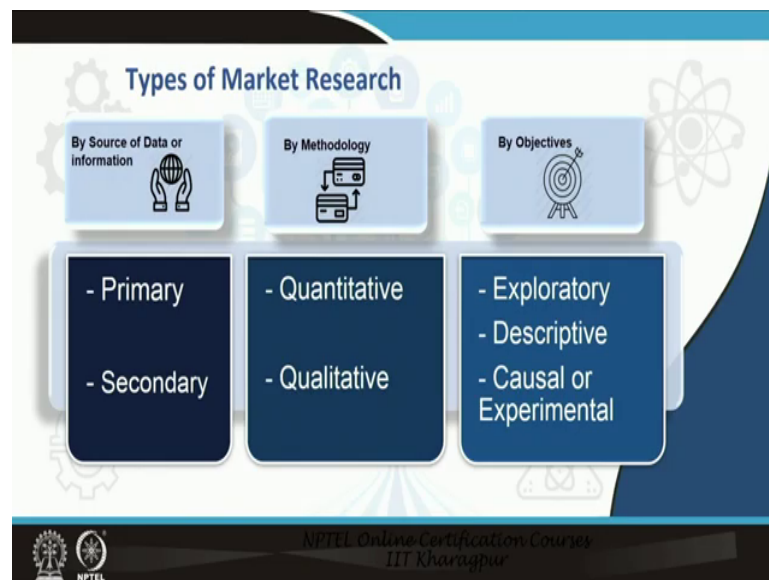 Types of Market Research
By Source of Data or
information
By Methodology
By Objectives
- Primary
- Secondary
- Quantitative
- Qualitative
- Exploratory
- Descriptive
- Causal or
Experimental
NPTEL Online Certification Courses
IIT Kharagpur
NPTEL